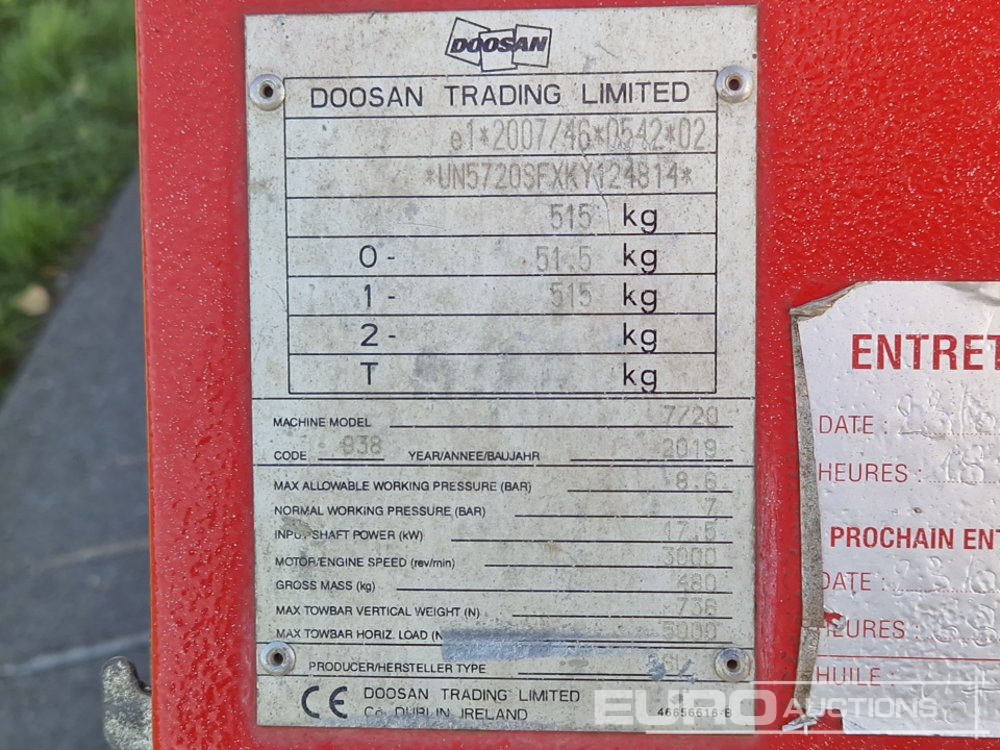 DOOSAN
DOOSAN TRADING LIMITED
e1*2007/46*0542*02
*UN5720SFXKY124814*
515 kg
0- 51.5 kg
1- 515 kg
2- kg
T kg
MACHINE MODEL 7/20
CODE 938 YEAR/ANNEE/BAUJAHR 2019
MAX ALLOWABLE WORKING PRESSURE (BAR) 8.6
NORMAL WORKING PRESSURE (BAR) 7
INPUT SHAFT POWER (kW) 17.5
MOTOR/ENGINE SPEED (rev/min) 3000
GROSS MASS (kg) 480
MAX TOWBAR VERTICAL WEIGHT (N) 736
MAX TOWBAR HORIZ. LOAD (N 5000
PRODUCER/HERSTELLER TYPE
CE DOOSAN TRADING LIMITED
Co. DUBLIN IRELAND 46656616-B
ENTRET
DATE :
HEURES :
PROCHAIN ENT
DATE :
EURES :
HUILE :
EURO AUCTIONS